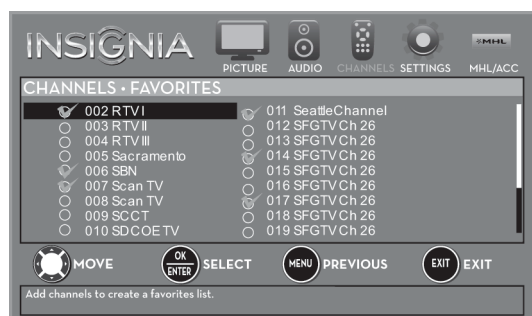 INSIGNIA
PICTURE
AUDIO
CHANNELS
SETTINGS
MHL
MHL/ACC
CHANNELS • FAVORITES
002 RTV I
003 RTV II
004 RTV III
005 Sacramento
006 SBN
007 Scan TV
008 Scan TV
009 SCCT
010 SDCOE TV
011 SeattleChannel
012 SFGTV Ch 26
013 SFGTV Ch 26
014 SFGTV Ch 26
015 SFGTV Ch 26
016 SFGTV Ch 26
017 SFGTV Ch 26
018 SFGTV Ch 26
019 SFGTV Ch 26
MOVE
OK
ENTER
SELECT
MENU
PREVIOUS
EXIT
EXIT
Add channels to create a favorites list.